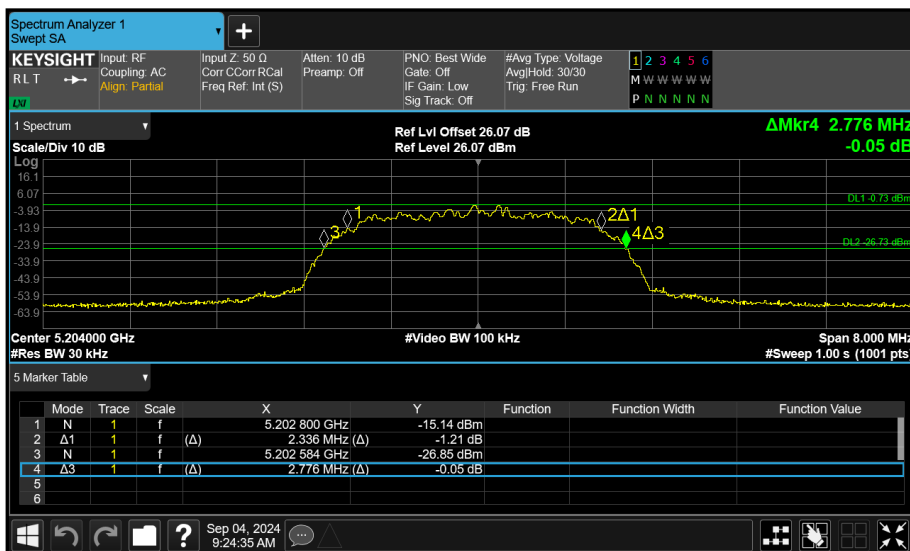 Spectrum Analyzer 1
Swept SA
KEYSIGHT Input: RF Input Z: 50 Ω Atten: 10 dB PNO: Best Wide #Avg Type: Voltage 1 2 3 4 5 6
R L T Coupling: AC Corr CCorr RCal Preamp: Off Gate: Off Avg|Hold: 30/30 M W W W W W
Align: Partial Freq Ref: Int (S) IF Gain: Low Trig: Free Run
LXI Sig Track: Off P N N N N N
1 Spectrum Ref Lvl Offset 26.07 dB ΔMkr4 2.776 MHz
Scale/Div 10 dB Ref Level 26.07 dBm -0.05 dB
Log
16.1
6.07
DL1 -0.73 dBm
-3.93
1 2Δ1
-13.9
3 4Δ3
-23.9 DL2 -26.73 dBm
-33.9
-43.9
-53.9
-63.9
Center 5.204000 GHz #Video BW 100 kHz Span 8.000 MHz
#Res BW 30 kHz #Sweep 1.00 s (1001 pts
5 Marker Table
Mode Trace Scale X Y Function Function Width Function Value
1 N 1 f 5.202 800 GHz -15.14 dBm
2 Δ1 1 f (Δ) 2.336 MHz (Δ) -1.21 dB
3 N 1 f 5.202 584 GHz -26.85 dBm
4 Δ3 1 f (Δ) 2.776 MHz (Δ) -0.05 dB
5
6
? Sep 04, 2024
9:24:35 AM